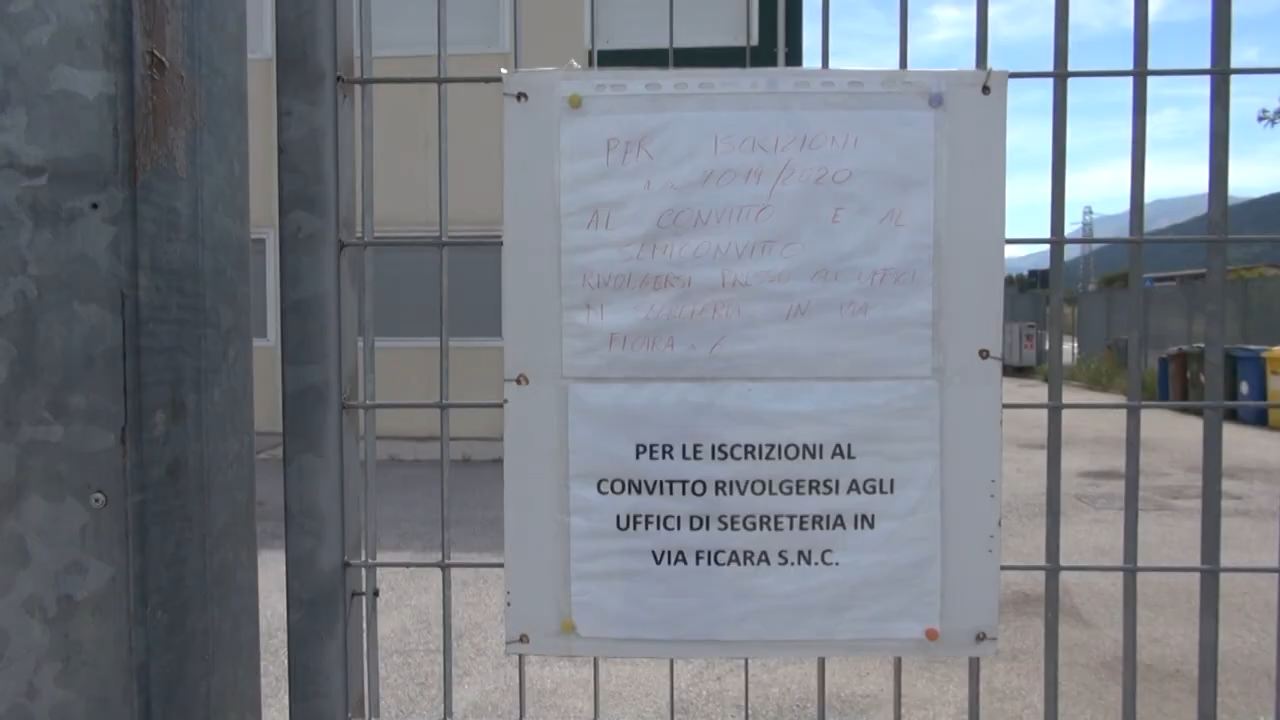 PER ISCRIZIONI
2019/2020
AL CONVITTO E AL
SEMICONVITTO
RIVOLGERSI PRESSO GLI UFFICI
DI SEGRETERIA IN VIA
FICARA n 6
PER LE ISCRIZIONI AL
CONVITTO RIVOLGERSI AGLI
UFFICI DI SEGRETERIA IN
VIA FICARA S.N.C.